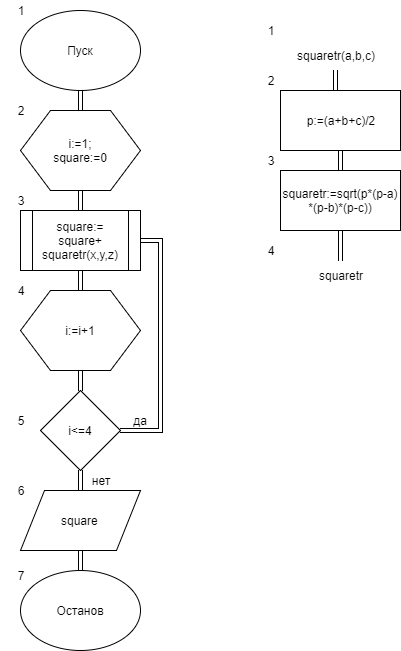 1
Пуск
2
i:=1;
square:=0
3
square:=
square+
squaretr(x,y,z)
4
i:=i+1
5
i<=4
да
нет
6
square
7
Останов
1
squaretr(a,b,c)
2
p:=(a+b+c)/2
3
squaretr:=sqrt(p*(p-a)
*(p-b)*(p-c))
4
squaretr